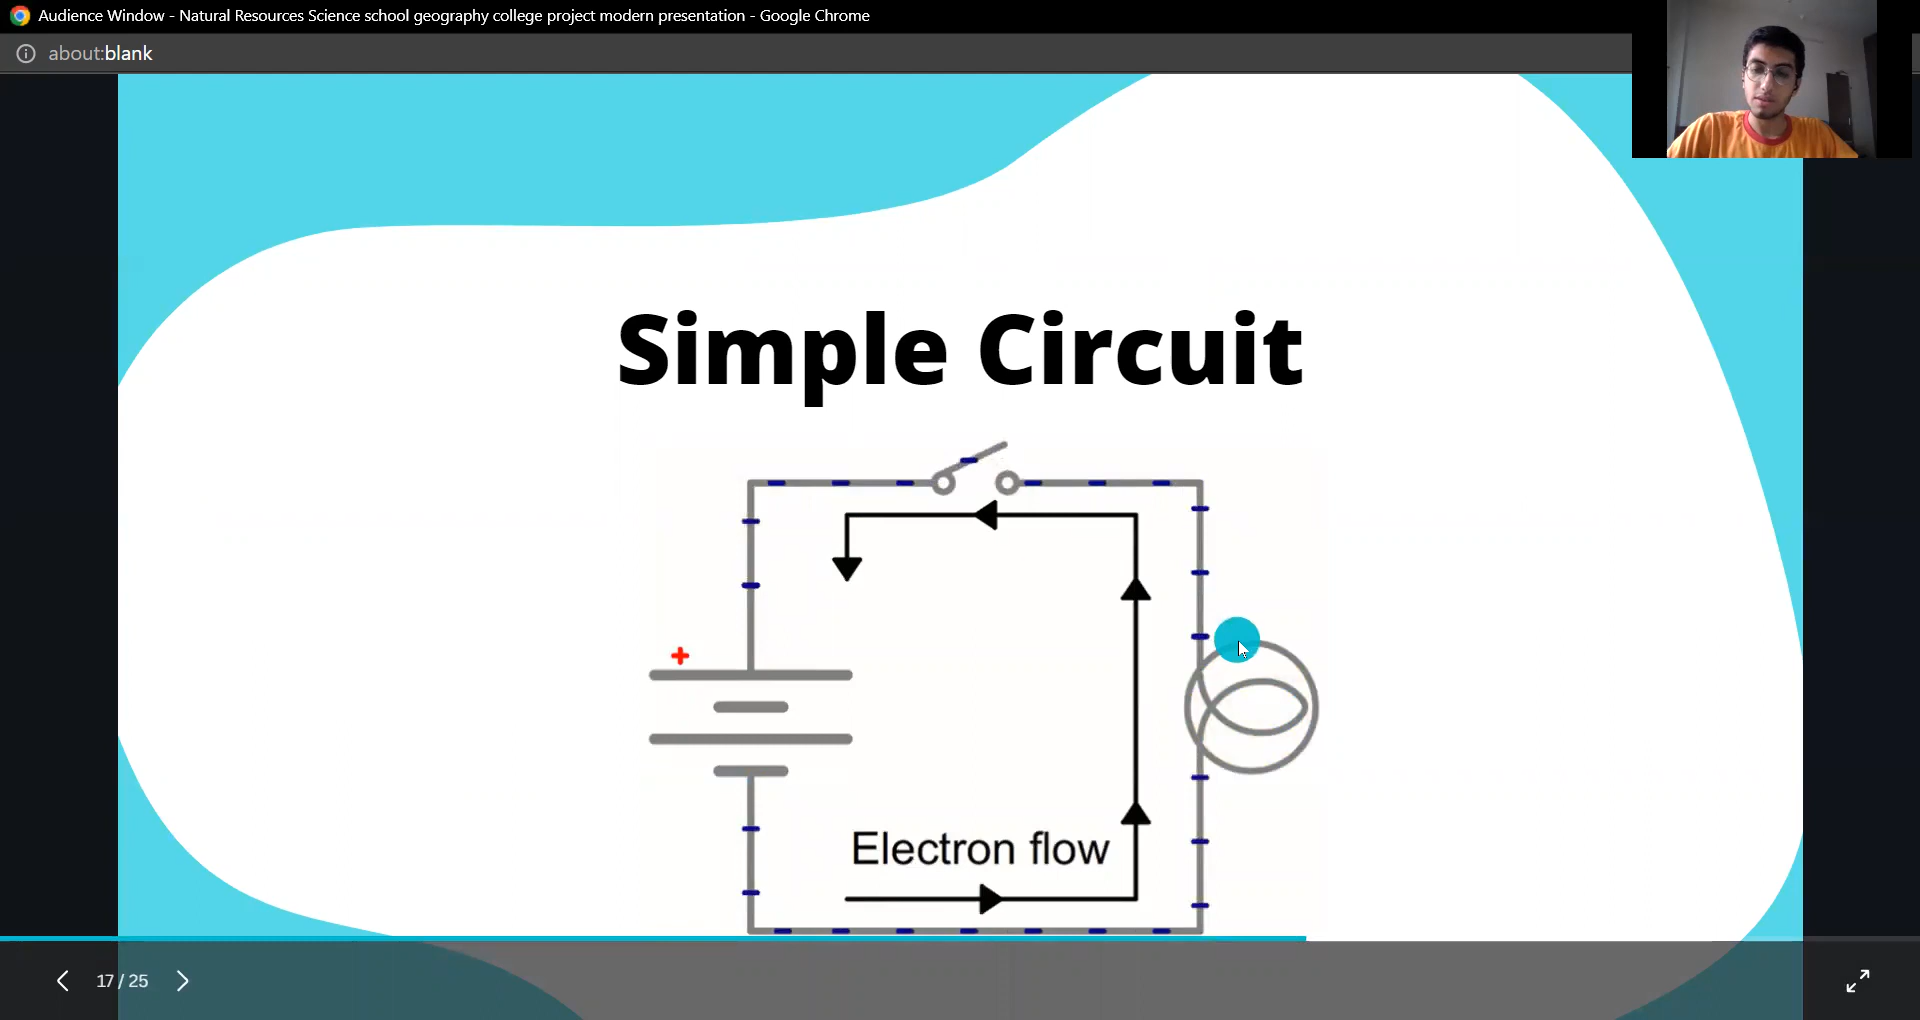 Audience Window - Natural Resources Science school geography college project modern presentation - Google Chrome
about:blank
Simple Circuit
+
Electron flow
17 / 25